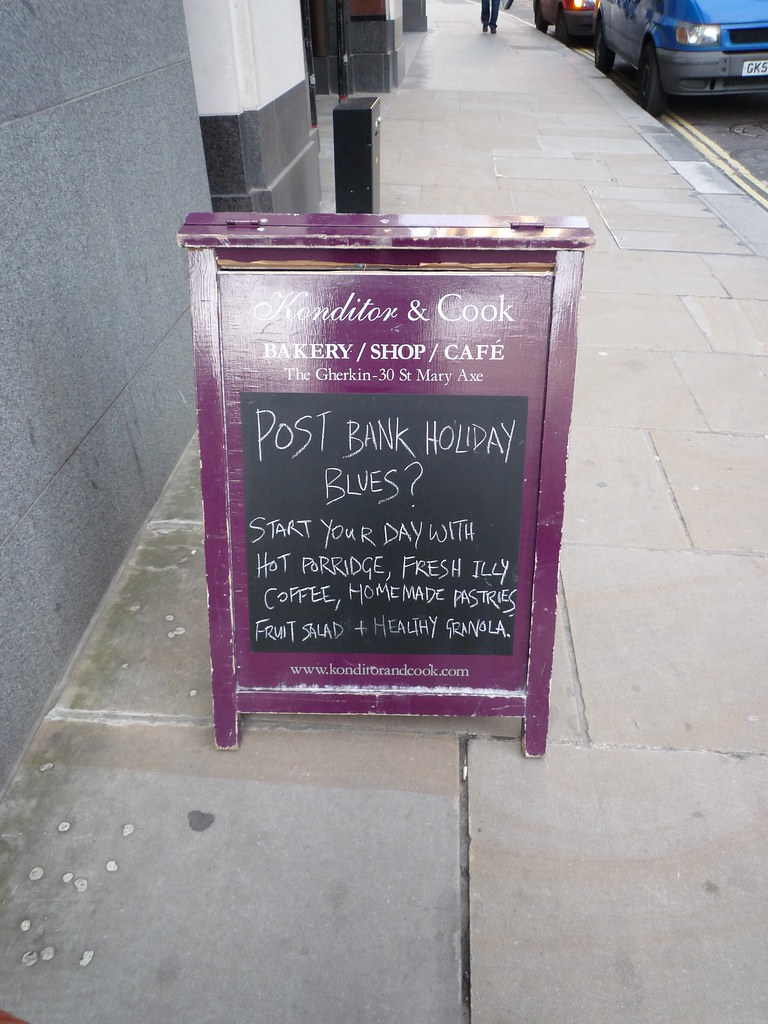 GK5
Konditor & Cook
BAKERY / SHOP / CAFÉ
The Gherkin - 30 St Mary Axe
POST BANK HOLIDAY
BLUES?
START YOUR DAY WITH
HOT PORRIDGE, FRESH ILLY
COFFEE, HOMEMADE PASTRIES
FRUIT SALAD + HEALTHY GRANOLA.
www.konditorandcook.com